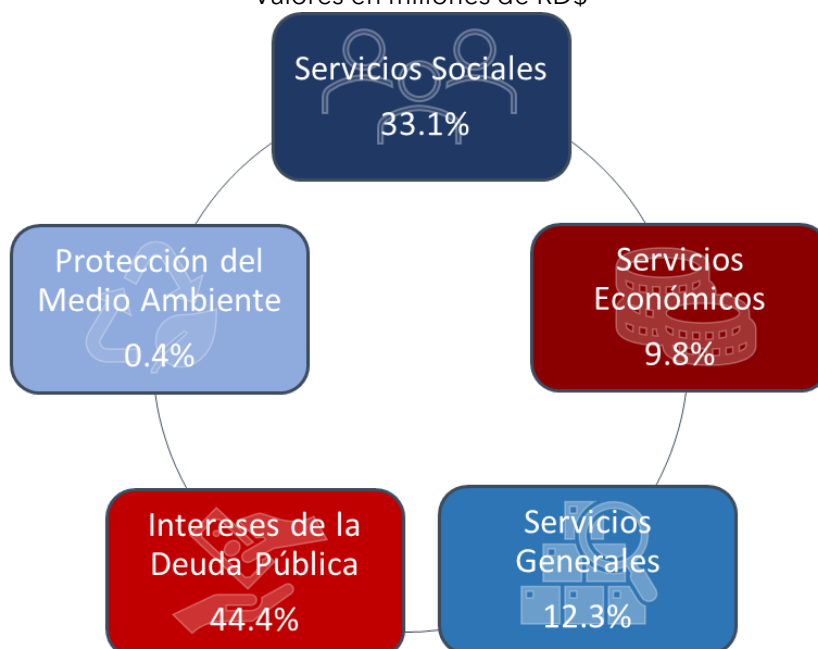 Valores en millones de RD$
Servicios Sociales
33.1%
Protección del
Medio Ambiente
0.4%
Servicios
Económicos
9.8%
Intereses de la
Deuda Pública
44.4%
Servicios
Generales
12.3%